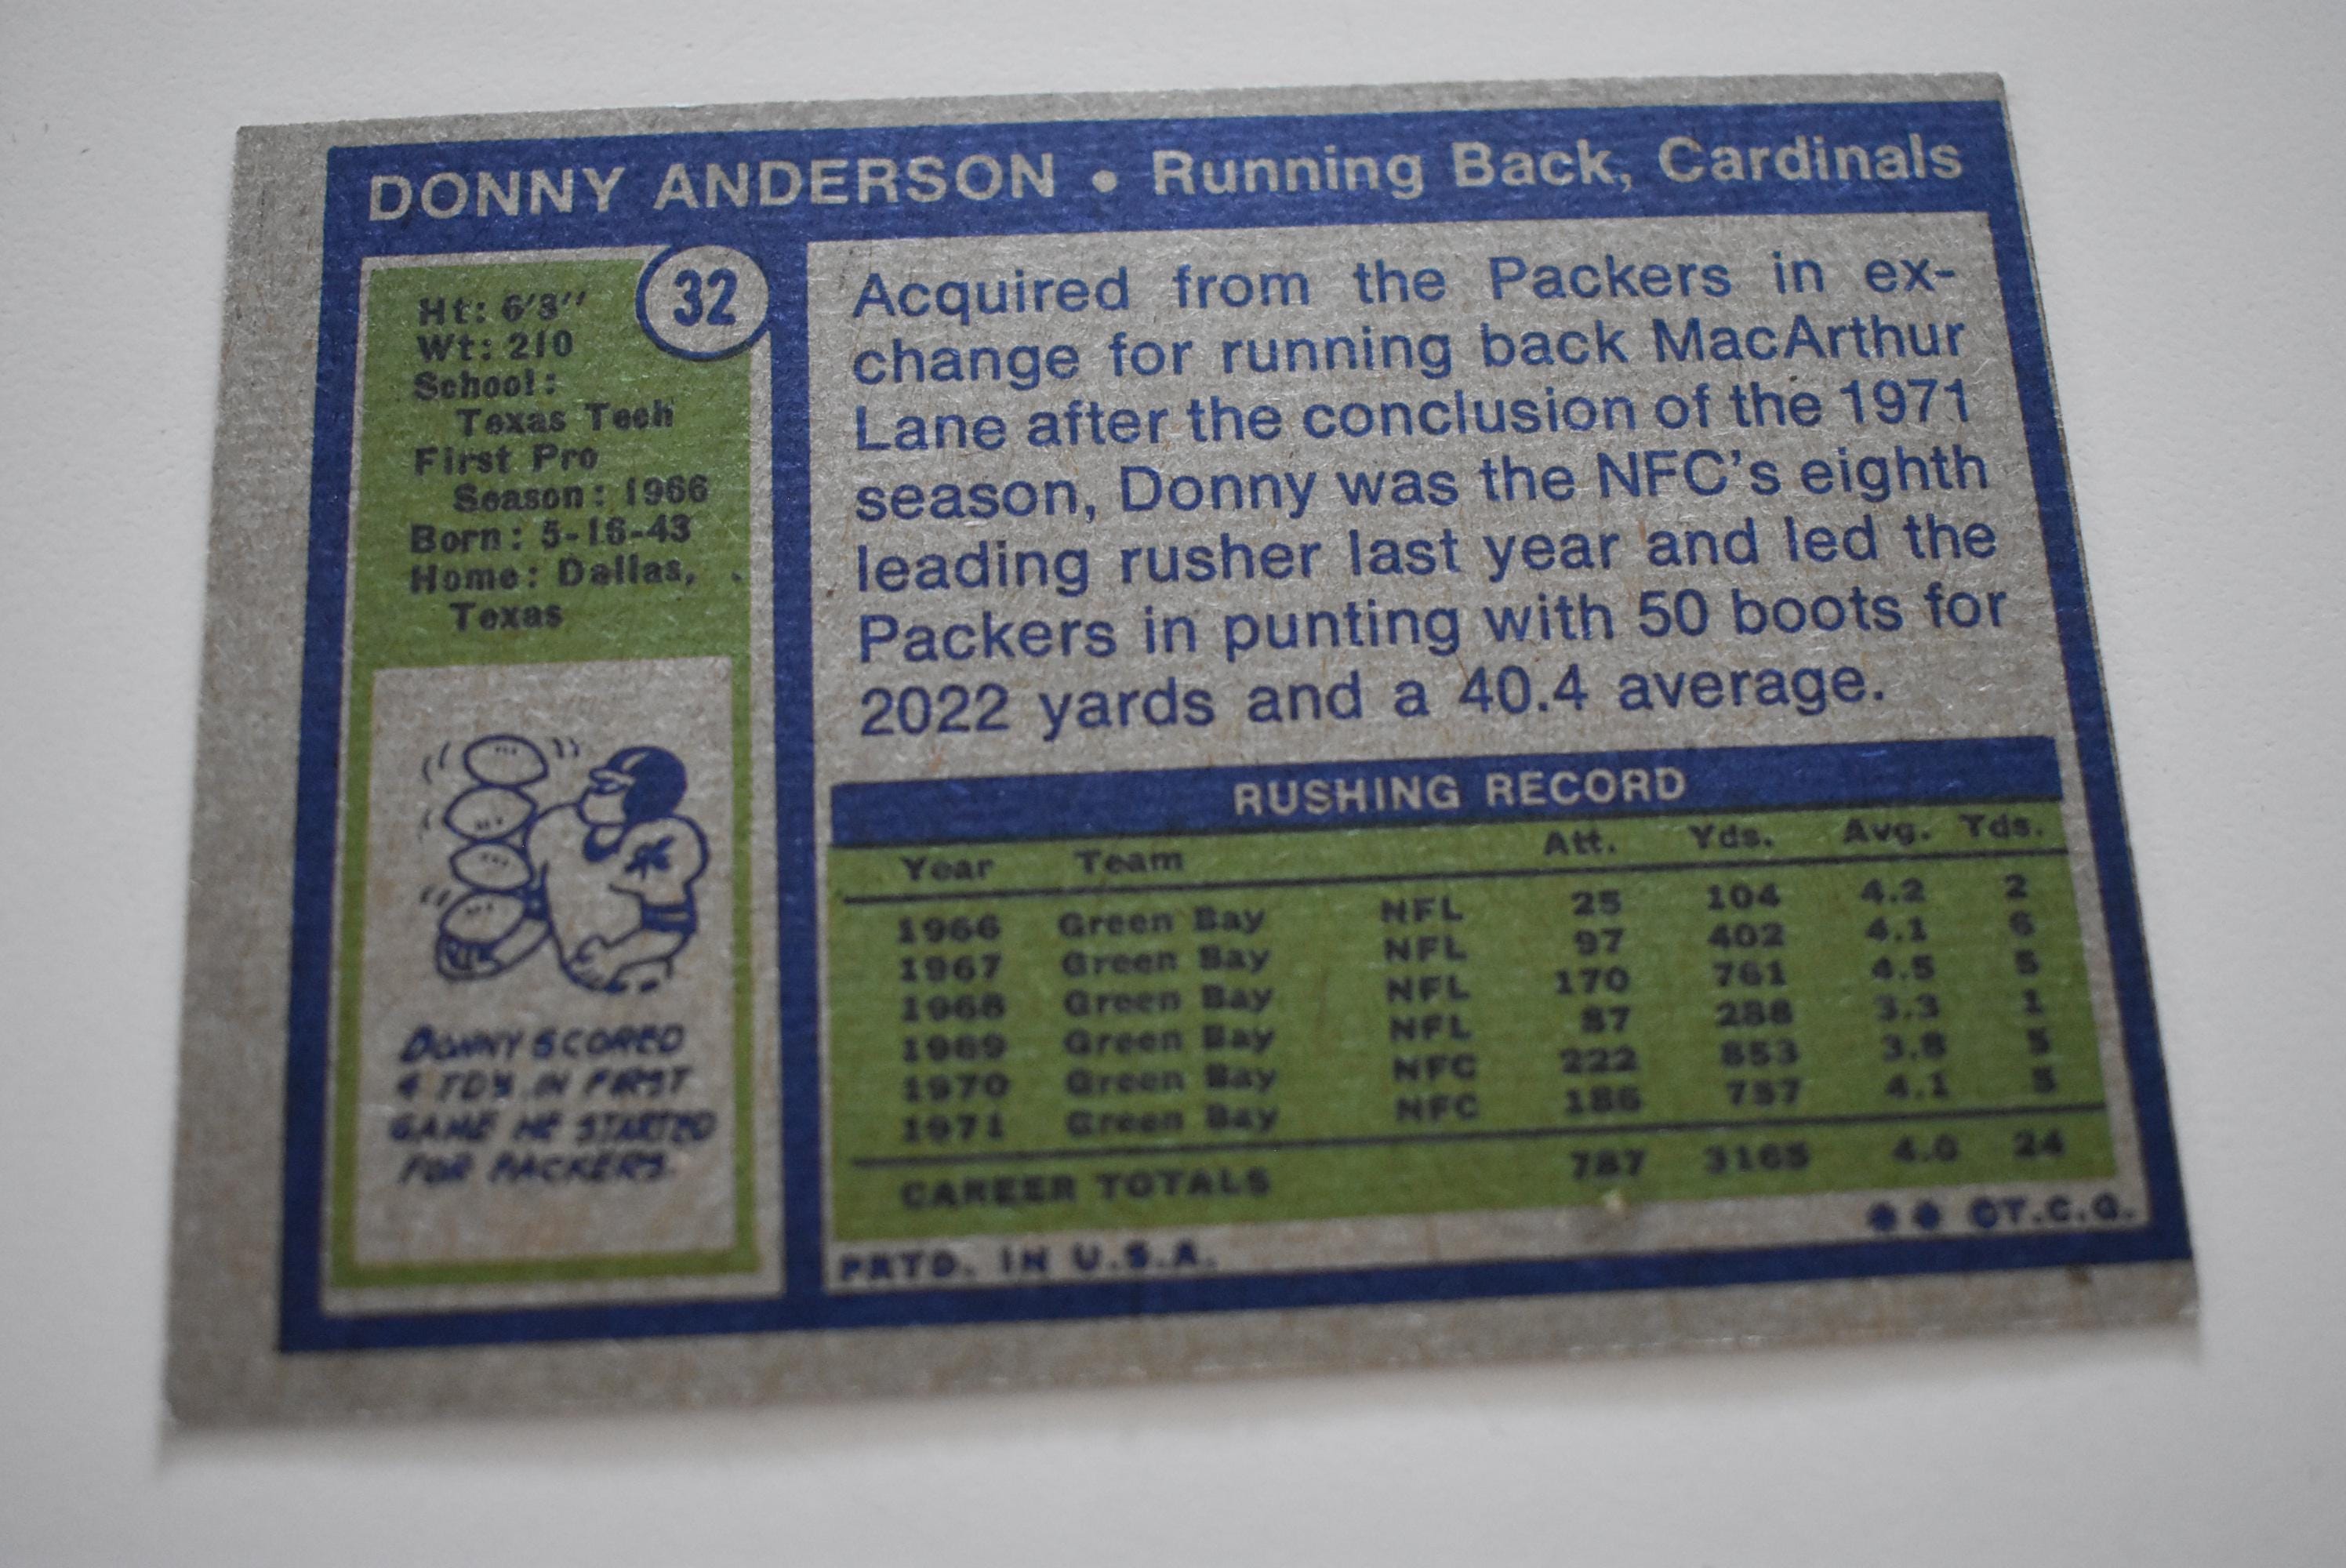 DONNY ANDERSON • Running Back, Cardinals
32
Ht: 6'3"
Wt: 210
School:
Texas Tech
First Pro
Season: 1966
Born: 5-16-43
Home: Dallas,
Texas
DONNY SCORED
4 TD'S IN FIRST
GAME HE STARTED
FOR PACKERS.
Acquired from the Packers in ex-
change for running back MacArthur
Lane after the conclusion of the 1971
season, Donny was the NFC's eighth
leading rusher last year and led the
Packers in punting with 50 boots for
2022 yards and a 40.4 average.
RUSHING RECORD
Year Team Att. Yds. Avg. Tds.
1966 Green Bay NFL 25 104 4.2 2
1967 Green Bay NFL 97 402 4.1 6
1968 Green Bay NFL 170 761 4.5 5
1969 Green Bay NFL 87 288 3.3 1
1970 Green Bay NFC 222 853 3.8 5
1971 Green Bay NFC 186 757 4.1 5
CAREER TOTALS 787 3165 4.0 24
PRTD. IN U.S.A.
** ©T.C.G.